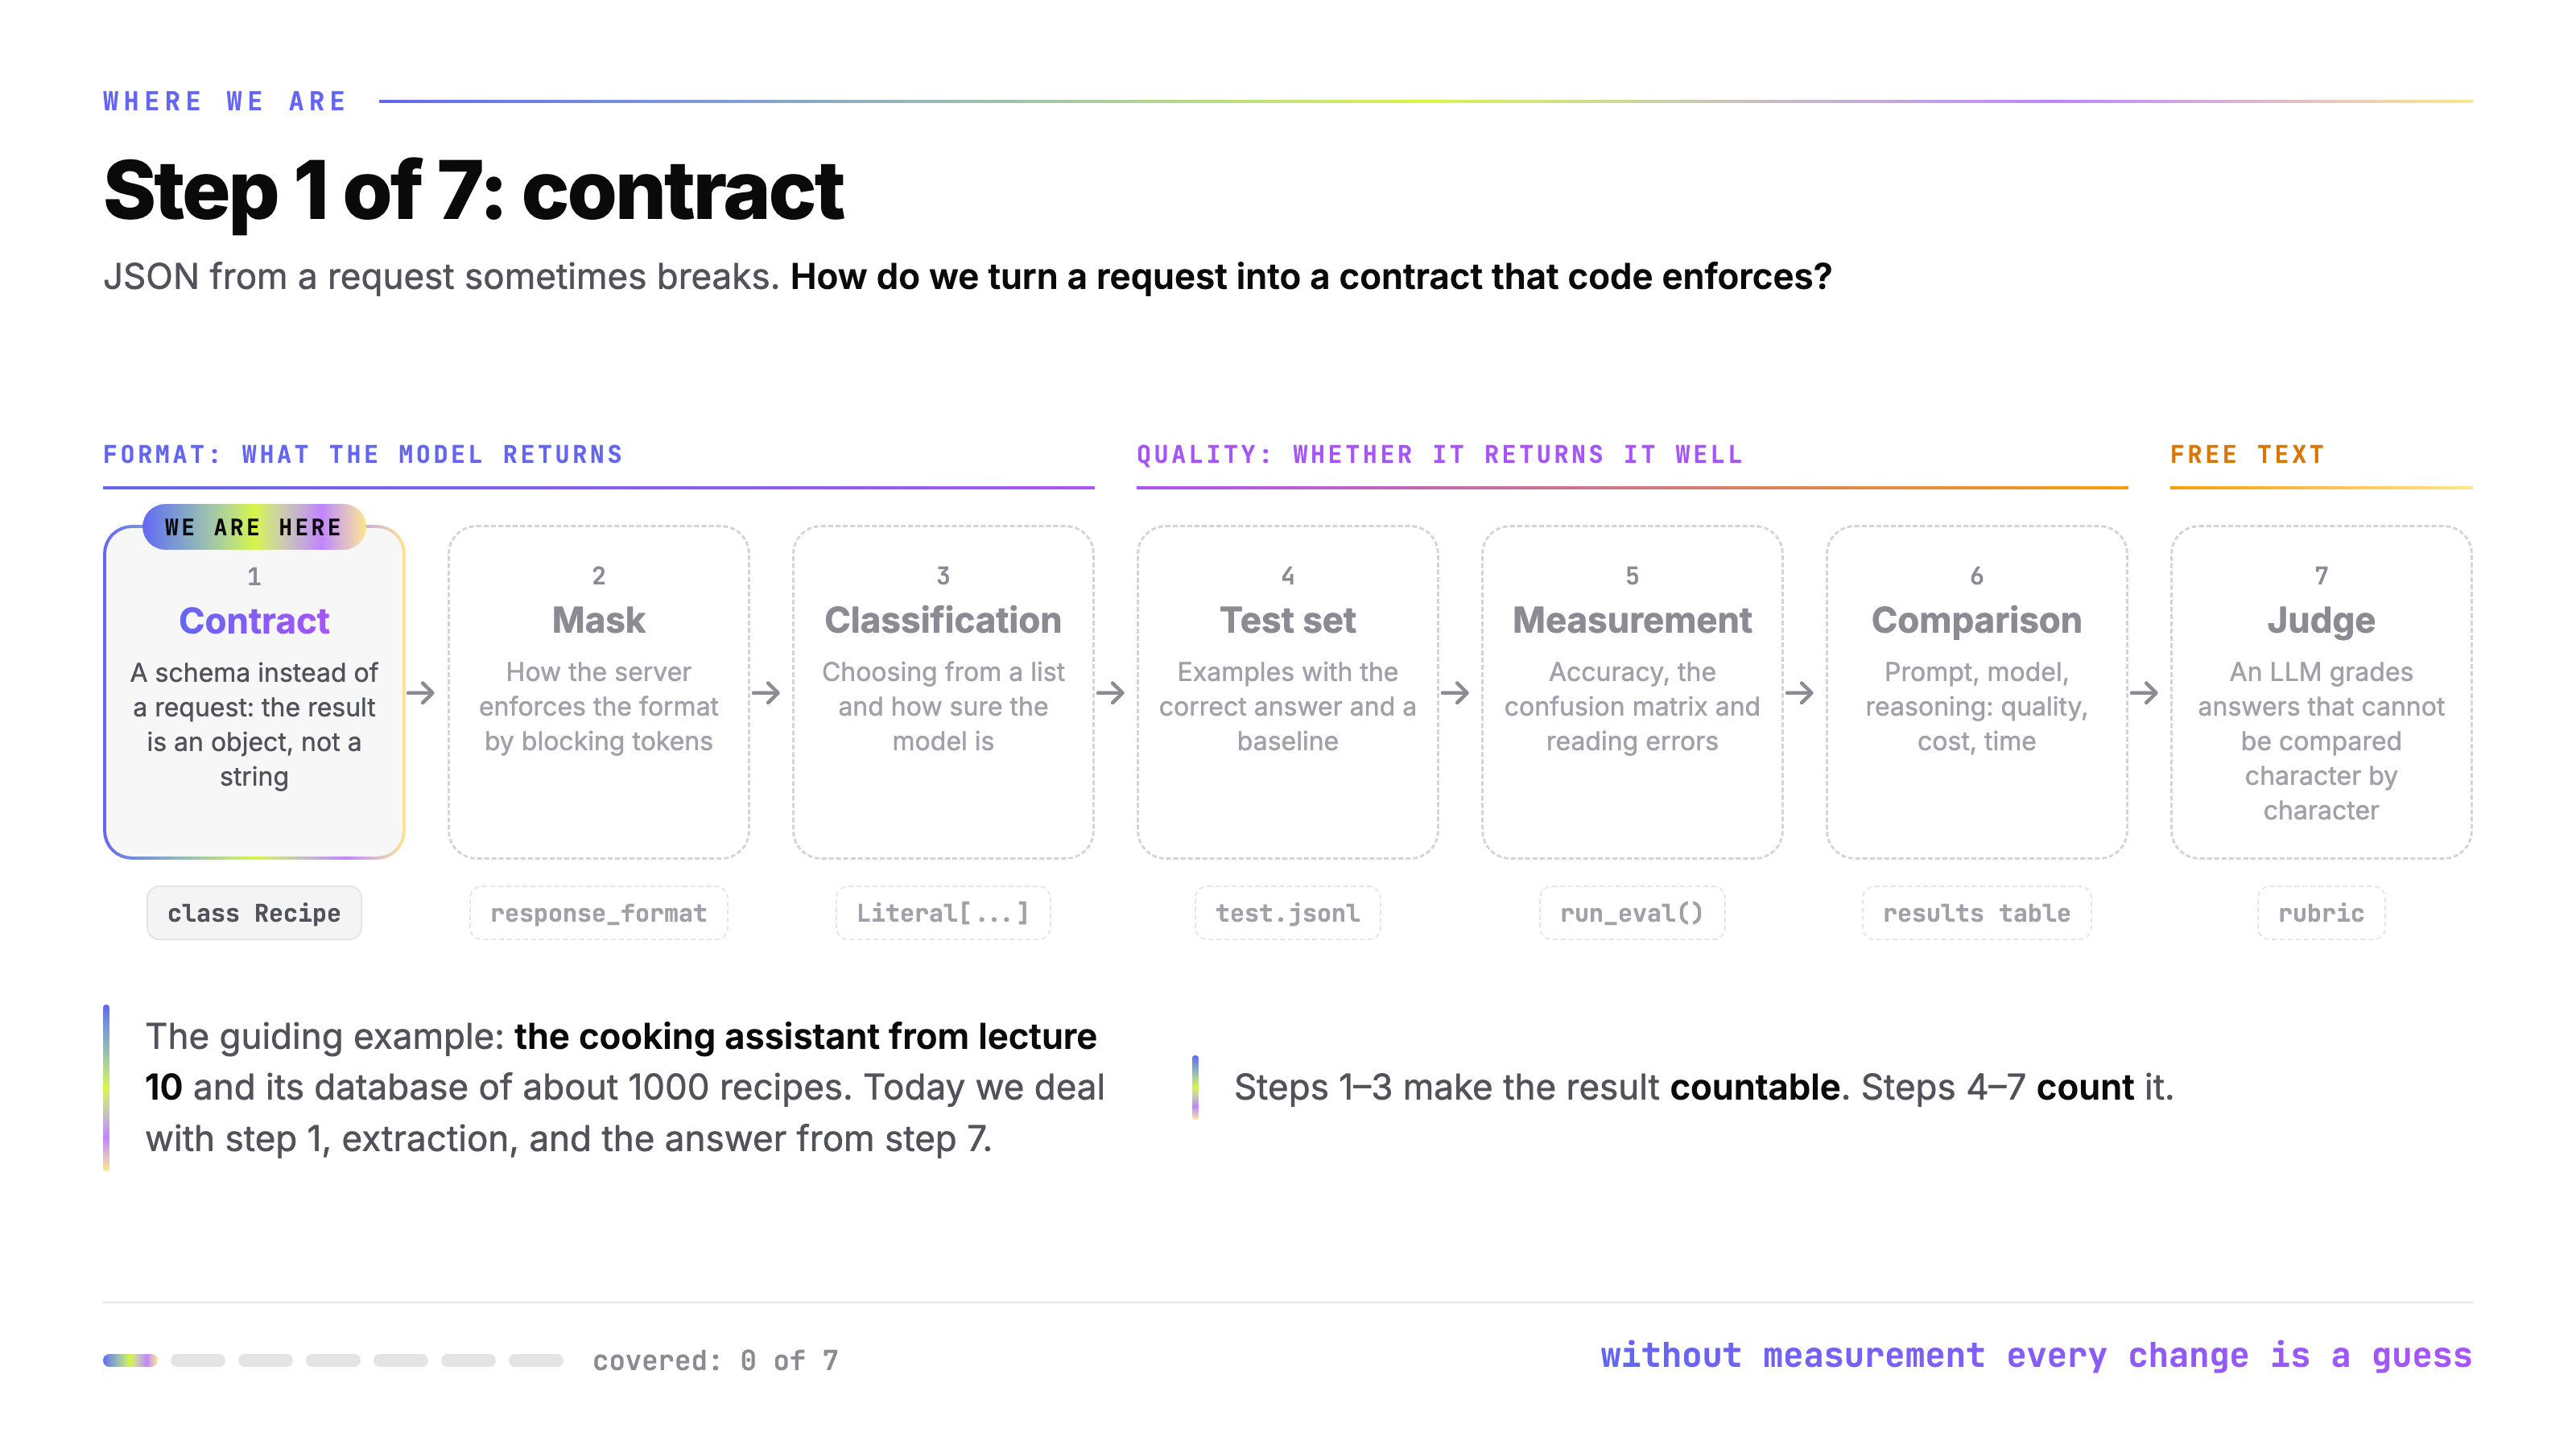 WHERE WE ARE
Step 1 of 7: contract
JSON from a request sometimes breaks. How do we turn a request into a contract that code enforces?
FORMAT: WHAT THE MODEL RETURNS
QUALITY: WHETHER IT RETURNS IT WELL
FREE TEXT
WE ARE HERE
1
Contract
A schema instead of
a request: the result
is an object, not a
string
class Recipe
2
Mask
How the server
enforces the format
by blocking tokens
response_format
3
Classification
Choosing from a list
and how sure the
model is
Literal[...]
4
Test set
Examples with the
correct answer and a
baseline
test.jsonl
5
Measurement
Accuracy, the
confusion matrix and
reading errors
run_eval()
6
Comparison
Prompt, model,
reasoning: quality,
cost, time
results table
7
Judge
An LLM grades
answers that cannot
be compared
character by
character
rubric
The guiding example: the cooking assistant from lecture
10 and its database of about 1000 recipes. Today we deal
with step 1, extraction, and the answer from step 7.
Steps 1–3 make the result countable. Steps 4–7 count it.
covered: 0 of 7
without measurement every change is a guess